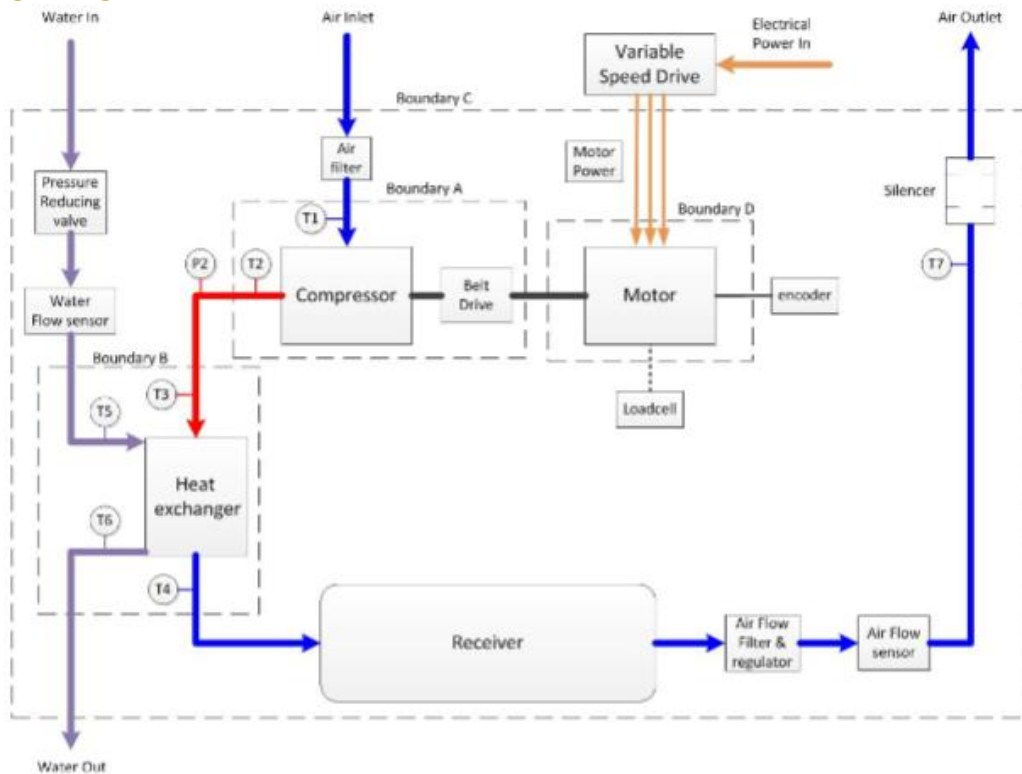 Water In
Air Inlet
Air Outlet
Electrical
Power In
Variable
Speed Drive
Boundary C
Air
filter
Motor
Power
Pressure
Reducing
valve
Boundary A
Silencer
T1
Boundary D
P2
T2
T7
Compressor
Belt
Drive
Motor
encoder
Water
Flow sensor
Boundary B
T3
Loadcell
T5
Heat
exchanger
T6
T4
Receiver
Air Flow
Filter &
regulator
Air Flow
sensor
Water Out